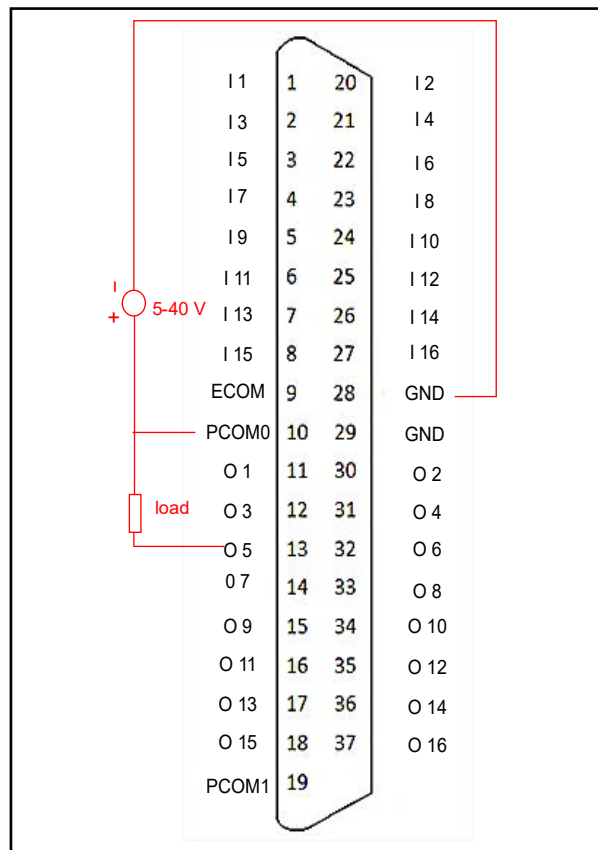 I 1 1 20 I 2
I 3 2 21 I 4
I 5 3 22 I 6
I 7 4 23 I 8
I 9 5 24 I 10
I 11 6 25 I 12
-
+ 5-40 V I 13 7 26 I 14
I 15 8 27 I 16
ECOM 9 28 GND
PCOM0 10 29 GND
O 1 11 30 O 2
load O 3 12 31 O 4
O 5 13 32 O 6
0 7 14 33 O 8
O 9 15 34 O 10
O 11 16 35 O 12
O 13 17 36 O 14
O 15 18 37 O 16
PCOM1 19